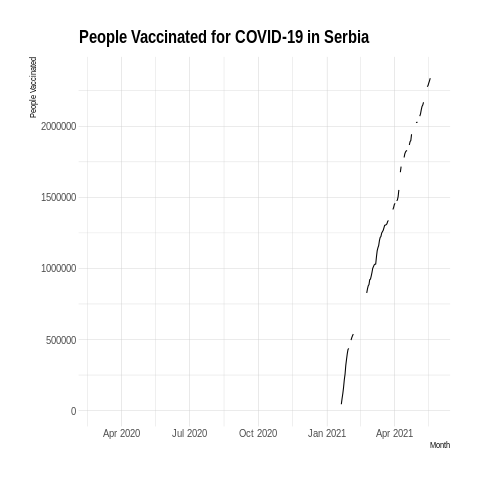 People Vaccinated for COVID-19 in Serbia
People Vaccinated
2000000
1500000
1000000
500000
0
Apr 2020 Jul 2020 Oct 2020 Jan 2021 Apr 2021
Month